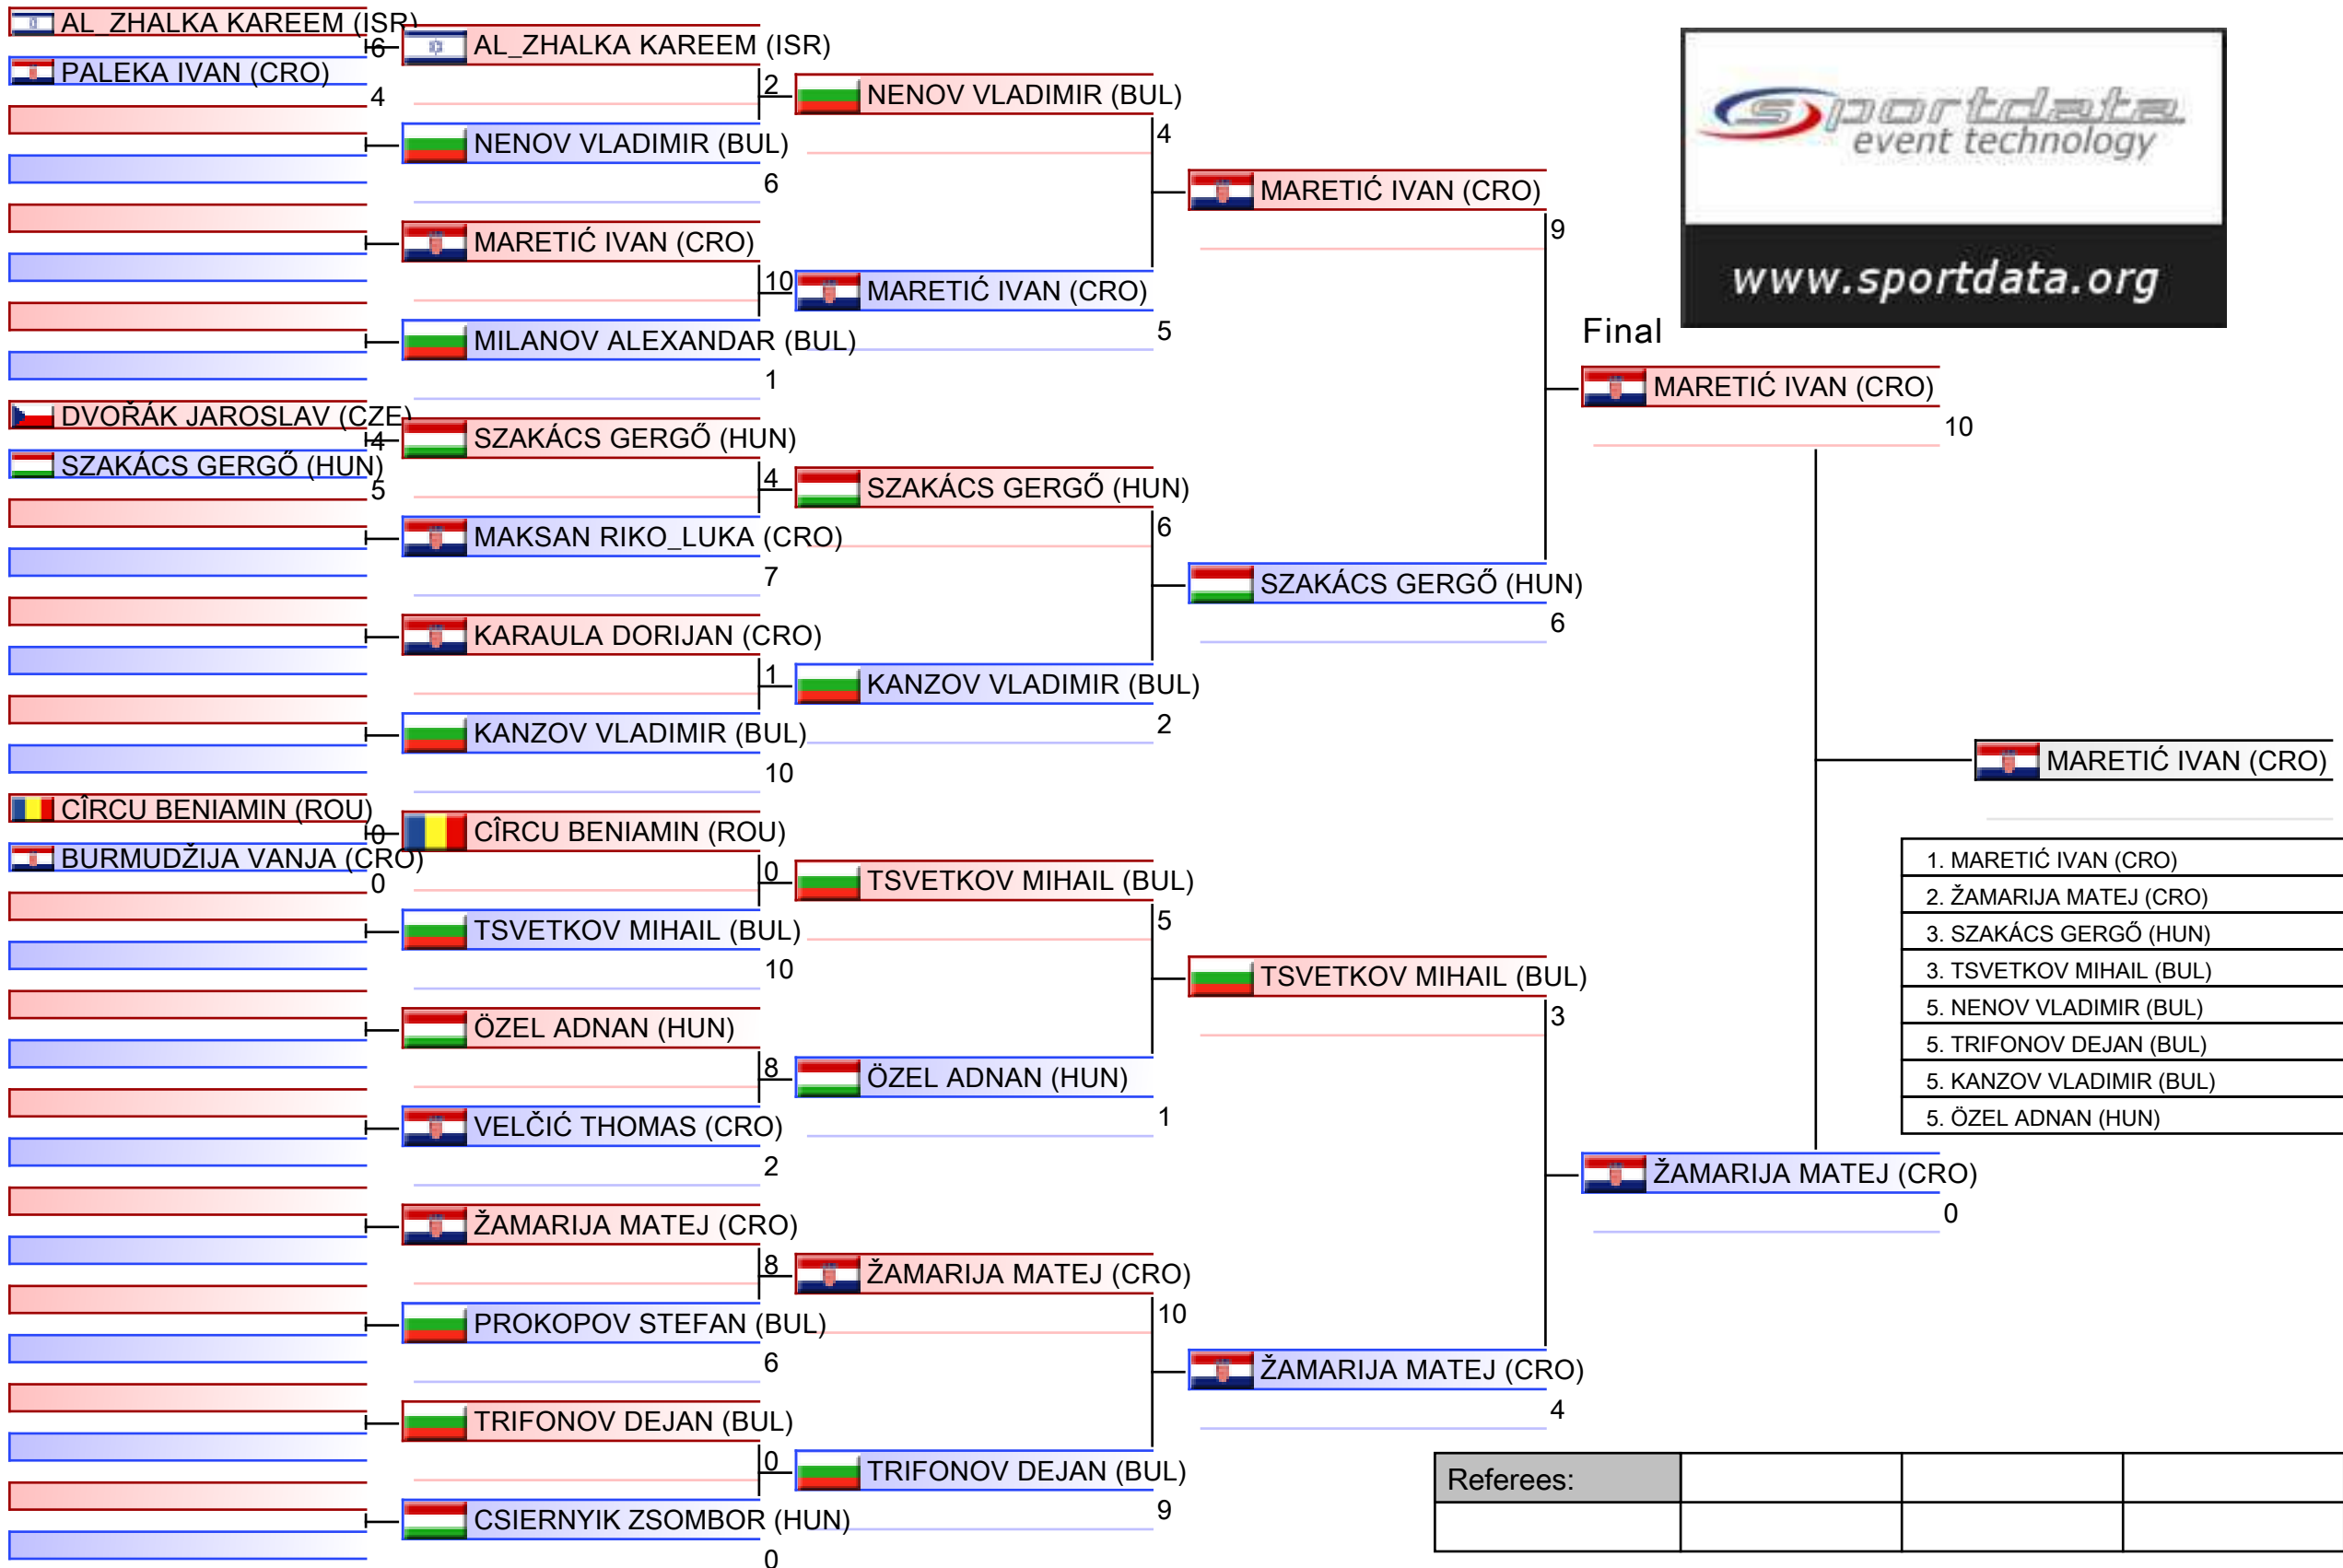 AL_ZHALKA KAREEM (ISR)
6
PALEKA IVAN (CRO)
4
DVOŘÁK JAROSLAV (CZE)
4
SZAKÁCS GERGŐ (HUN)
5
CÎRCU BENIAMIN (ROU)
0
BURMUDŽIJA VANJA (CRO)
0
AL_ZHALKA KAREEM (ISR)
2
NENOV VLADIMIR (BUL)
6
MARETIĆ IVAN (CRO)
10
MILANOV ALEXANDAR (BUL)
1
SZAKÁCS GERGŐ (HUN)
4
MAKSAN RIKO_LUKA (CRO)
7
KARAULA DORIJAN (CRO)
1
KANZOV VLADIMIR (BUL)
10
CÎRCU BENIAMIN (ROU)
0
TSVETKOV MIHAIL (BUL)
10
ÖZEL ADNAN (HUN)
8
VELČIĆ THOMAS (CRO)
2
ŽAMARIJA MATEJ (CRO)
8
PROKOPOV STEFAN (BUL)
6
TRIFONOV DEJAN (BUL)
0
CSIERNYIK ZSOMBOR (HUN)
0
NENOV VLADIMIR (BUL)
4
MARETIĆ IVAN (CRO)
5
SZAKÁCS GERGŐ (HUN)
6
KANZOV VLADIMIR (BUL)
2
TSVETKOV MIHAIL (BUL)
5
ÖZEL ADNAN (HUN)
1
ŽAMARIJA MATEJ (CRO)
10
TRIFONOV DEJAN (BUL)
9
MARETIĆ IVAN (CRO)
9
SZAKÁCS GERGŐ (HUN)
6
TSVETKOV MIHAIL (BUL)
3
ŽAMARIJA MATEJ (CRO)
4
sportdata
event technology
www.sportdata.org
Final
MARETIĆ IVAN (CRO)
10
ŽAMARIJA MATEJ (CRO)
0
MARETIĆ IVAN (CRO)
1. MARETIĆ IVAN (CRO)
2. ŽAMARIJA MATEJ (CRO)
3. SZAKÁCS GERGŐ (HUN)
3. TSVETKOV MIHAIL (BUL)
5. NENOV VLADIMIR (BUL)
5. TRIFONOV DEJAN (BUL)
5. KANZOV VLADIMIR (BUL)
5. ÖZEL ADNAN (HUN)
Referees: